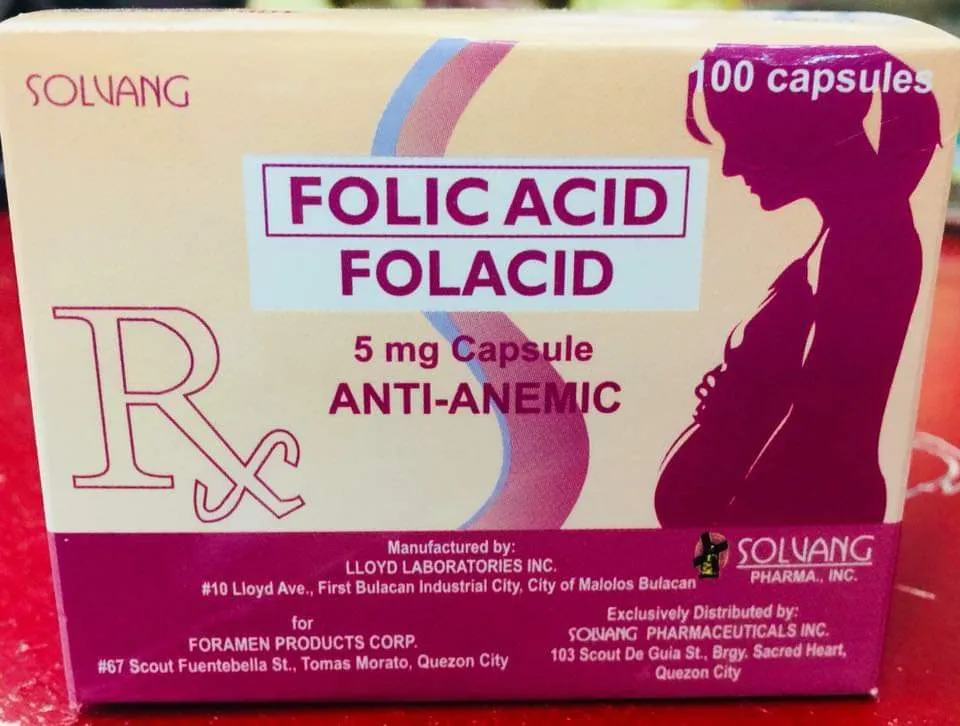 SOLVANG
100 capsules
FOLIC ACID
FOLACID
5 mg Capsule
ANTI-ANEMIC
Rx
Manufactured by:
LLOYD LABORATORIES INC.
#10 Lloyd Ave., First Bulacan Industrial City, City of Malolos Bulacan
for
FORAMEN PRODUCTS CORP.
#67 Scout Fuentebella St., Tomas Morato, Quezon City
SOLVANG
PHARMA., INC.
Exclusively Distributed by:
SOLVANG PHARMACEUTICALS INC.
103 Scout De Guia St., Brgy. Sacred Heart,
Quezon City